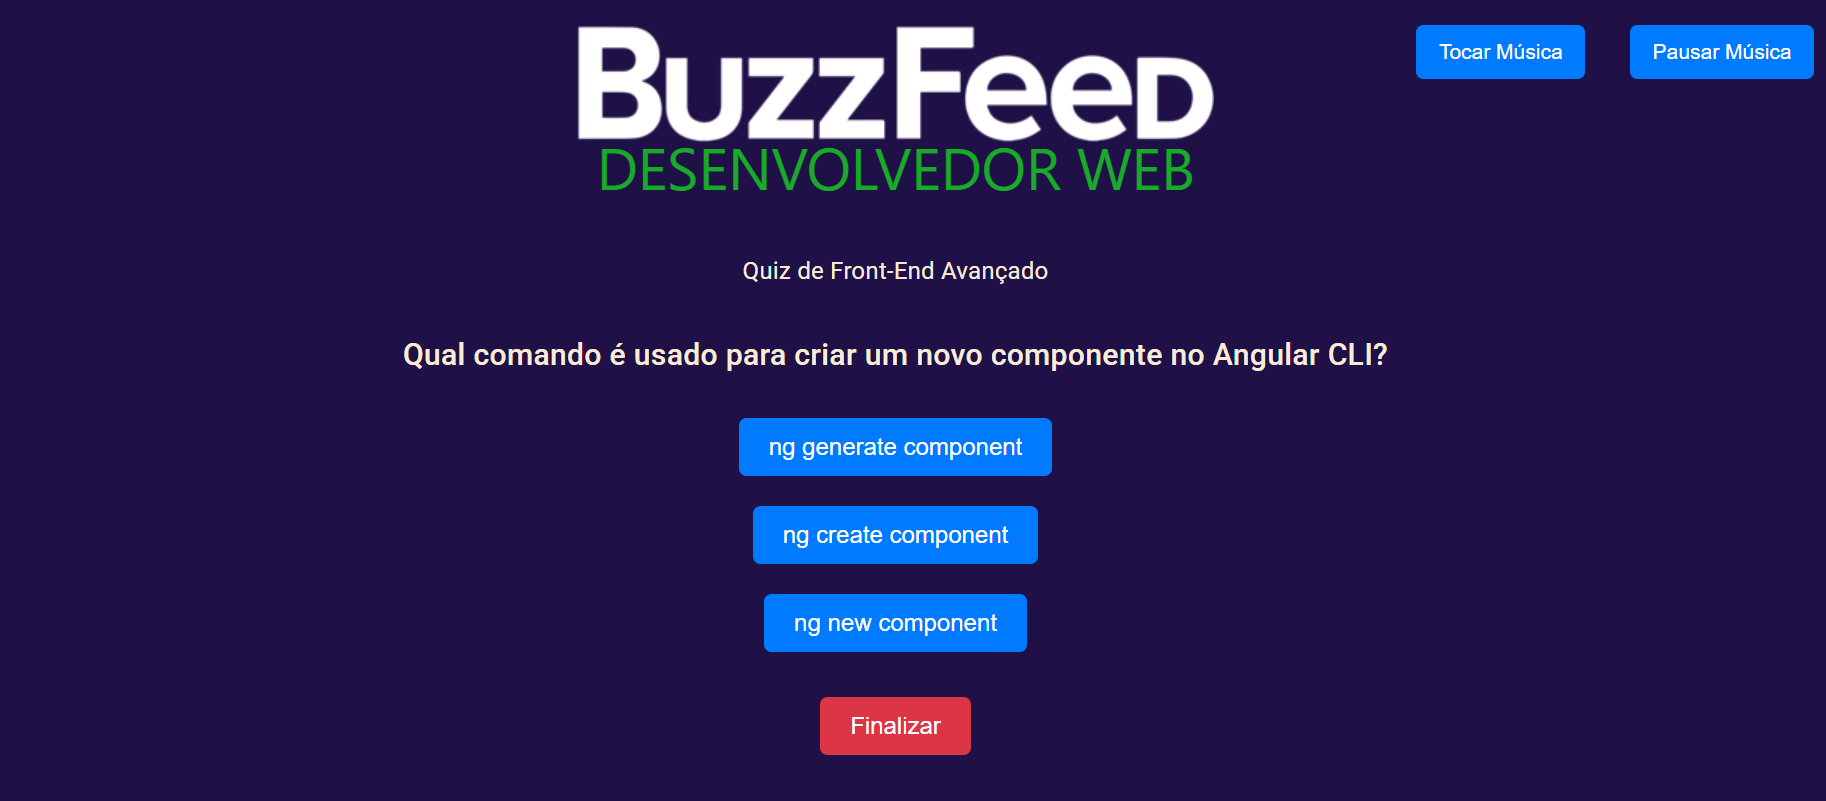 BuzzFeed
DESENVOLVEDOR WEB
Tocar Música
Pausar Música
Quiz de Front-End Avançado
Qual comando é usado para criar um novo componente no Angular CLI?
ng generate component
ng create component
ng new component
Finalizar